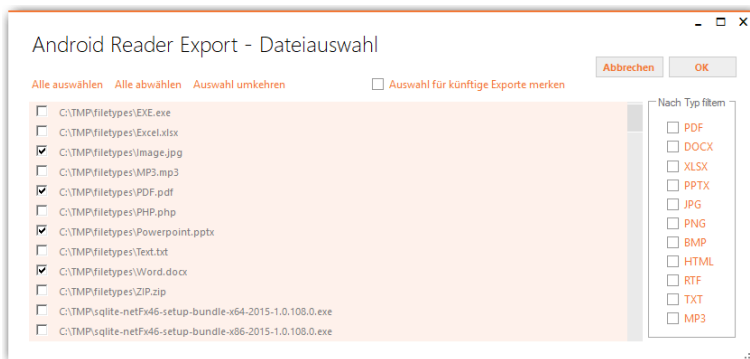 Android Reader Export - Dateiauswahl
Abbrechen OK
Alle auswählen Alle abwählen Auswahl umkehren Auswahl für künftige Exporte merken
Nach Typ filtern
C:\TMP\filetypes\EXE.exe
C:\TMP\filetypes\Excel.xlsx
C:\TMP\filetypes\Image.jpg
C:\TMP\filetypes\MP3.mp3
C:\TMP\filetypes\PDF.pdf
C:\TMP\filetypes\PHP.php
C:\TMP\filetypes\Powerpoint.pptx
C:\TMP\filetypes\Text.txt
C:\TMP\filetypes\Word.docx
C:\TMP\filetypes\ZIP.zip
C:\TMP\sqlite-netFx46-setup-bundle-x64-2015-1.0.108.0.exe
C:\TMP\sqlite-netFx46-setup-bundle-x86-2015-1.0.108.0.exe
PDF
DOCX
XLSX
PPTX
JPG
PNG
BMP
HTML
RTF
TXT
MP3